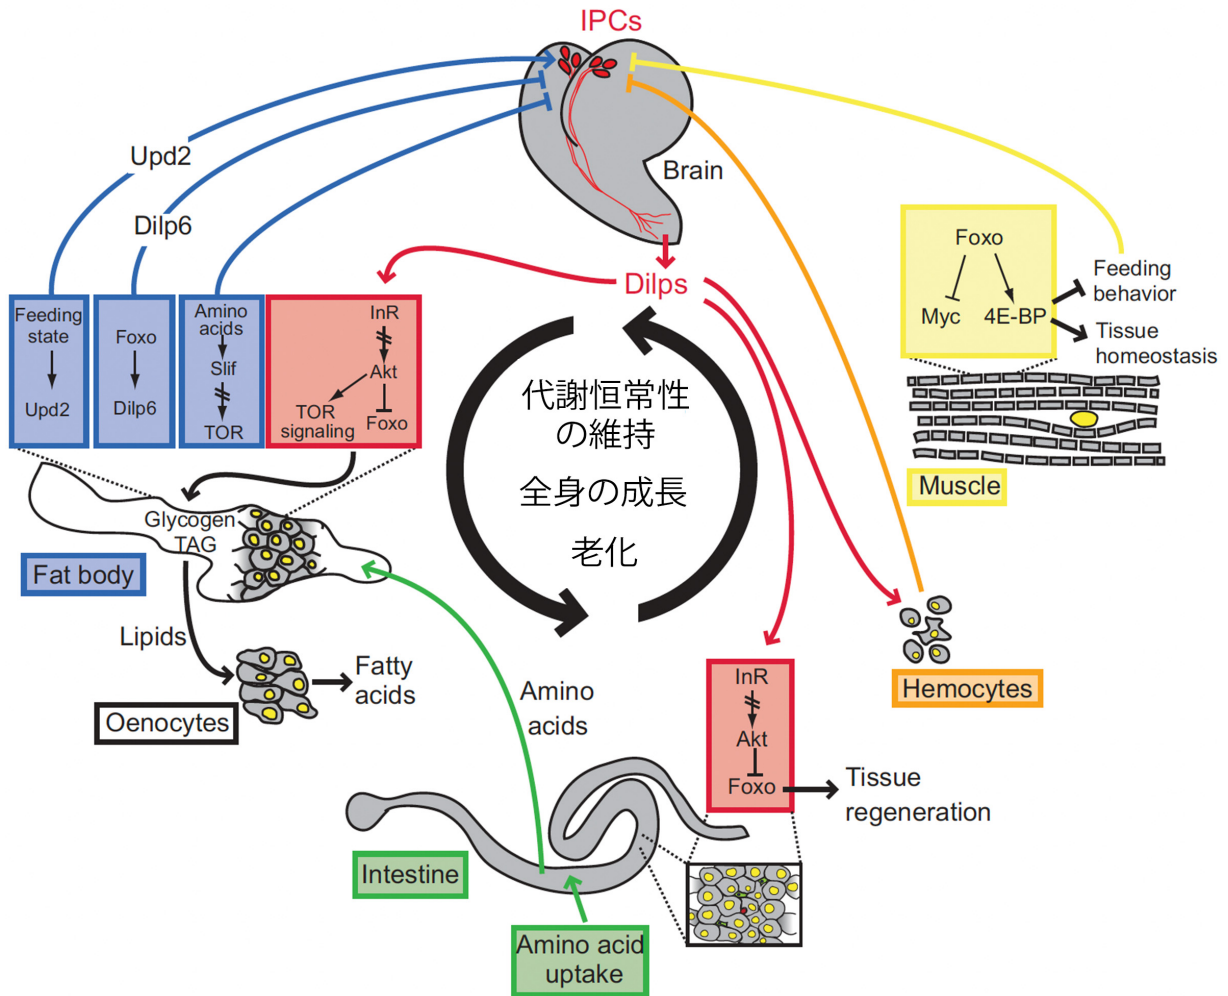 IPCs
Upd2
Brain
Dilp6
Dilps
Feeding
state
Upd2
Foxo
Dilp6
Amino
acids
Slif
TOR
InR
Akt
TOR
signaling
Foxo
Foxo
Myc
4E-BP
Feeding
behavior
Tissue
homeostasis
Muscle
代謝恒常性
の維持
全身の成長
老化
Glycogen
TAG
Fat body
Lipids
Fatty
acids
Oenocytes
Amino
acids
Hemocytes
InR
Akt
Foxo
Tissue
regeneration
Intestine
Amino acid
uptake